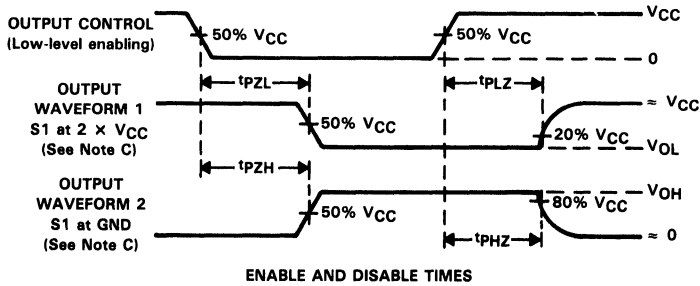 OUTPUT CONTROL
(Low-level enabling)
50% VCC
50% VCC
VCC
0
tPZL
tPLZ
OUTPUT
WAVEFORM 1
S1 at 2 × VCC
(See Note C)
50% VCC
≈ VCC
20% VCC
VOL
tPZH
OUTPUT
WAVEFORM 2
S1 at GND
(See Note C)
50% VCC
VOH
80% VCC
≈ 0
tPHZ
ENABLE AND DISABLE TIMES